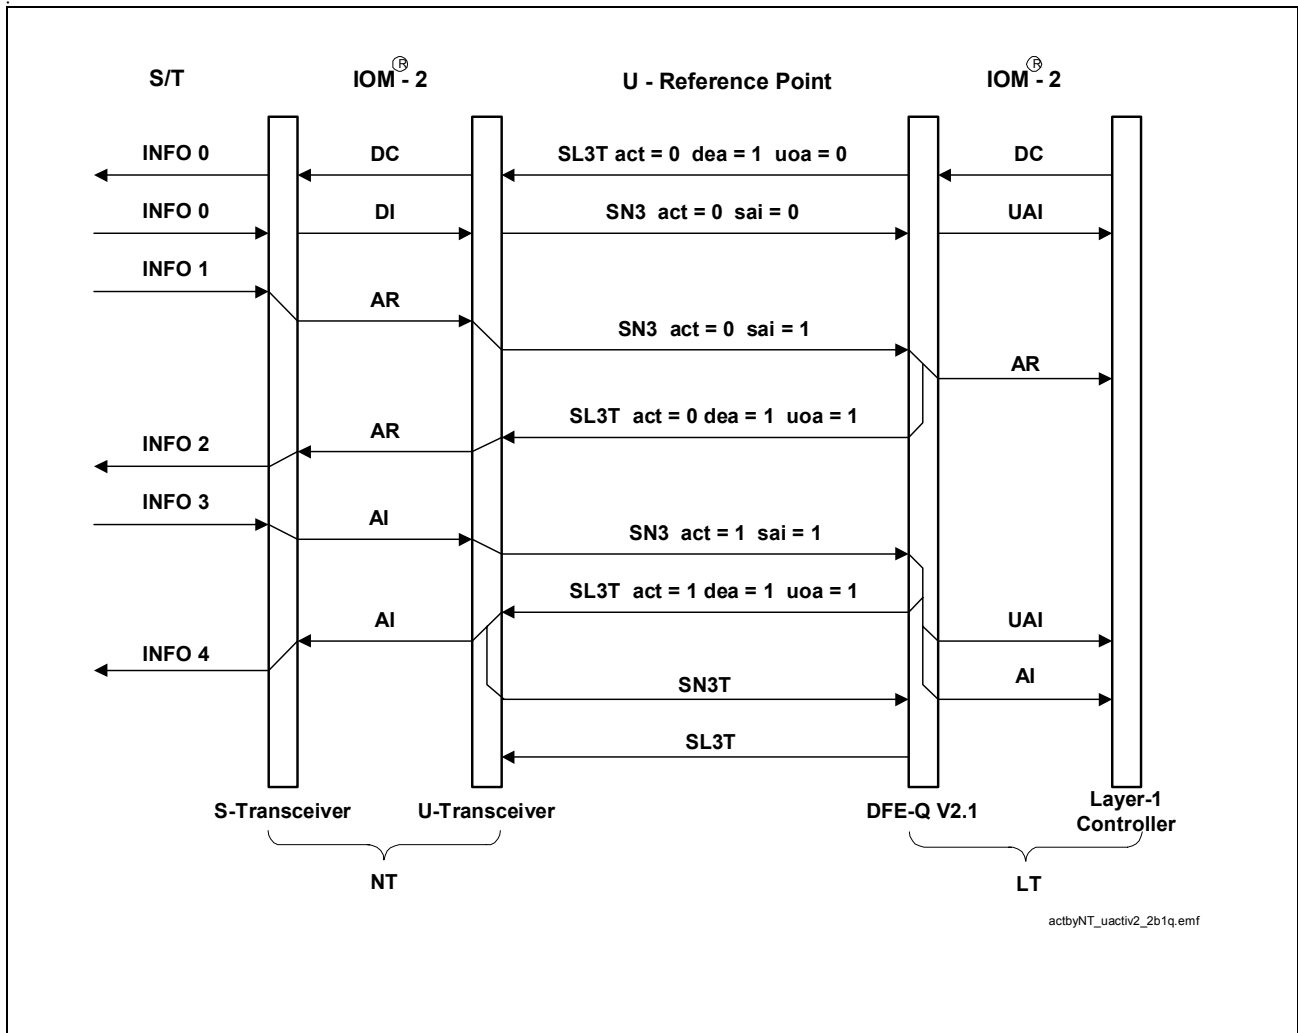 S/T IOM®- 2 U - Reference Point IOM®- 2
INFO 0 DC SL3T act = 0 dea = 1 uoa = 0 DC
INFO 0 DI SN3 act = 0 sai = 0 UAI
INFO 1
AR
SN3 act = 0 sai = 1
AR
SL3T act = 0 dea = 1 uoa = 1
AR
INFO 2
INFO 3
AI
SN3 act = 1 sai = 1
SL3T act = 1 dea = 1 uoa = 1
AI UAI
INFO 4
AI
SN3T
SL3T
S-Transceiver U-Transceiver DFE-Q V2.1 Layer-1
Controller
NT LT
actbyNT_uactiv2_2b1q.emf